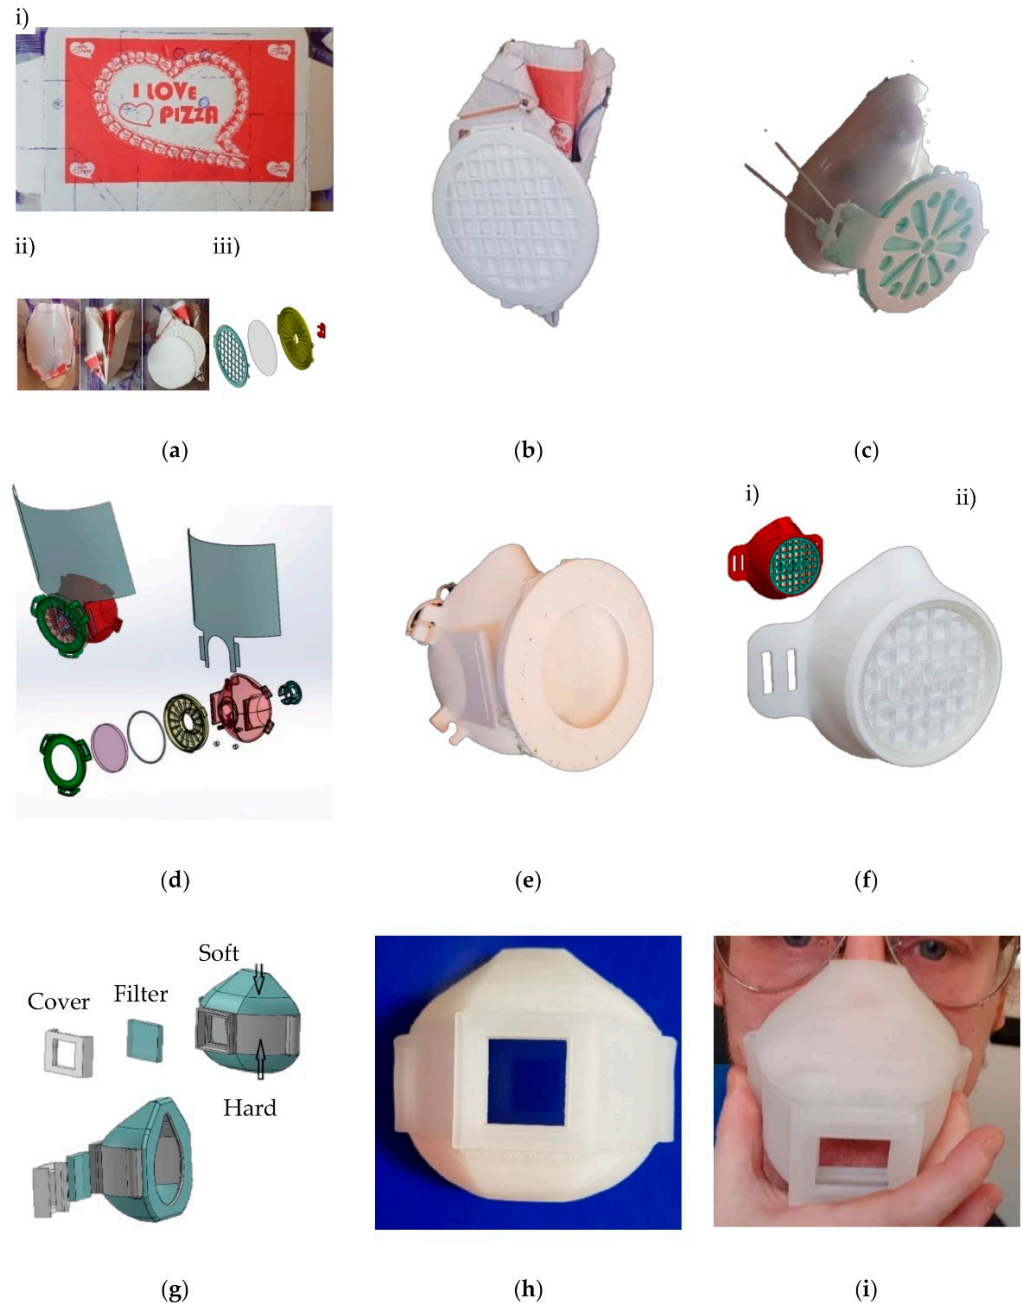 i)
I LOVE
PIZZA
ii)
iii)
(a)
(b)
(c)
i)
ii)
(d)
(e)
(f)
Soft
Cover
Filter
Hard
(g)
(h)
(i)